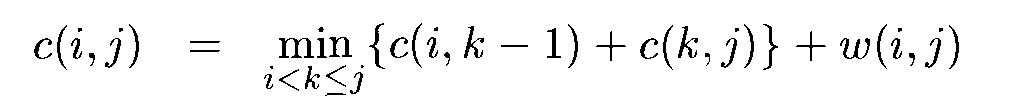 c(i, j) = min_{i<k≤j} {c(i, k − 1) + c(k, j)} + w(i, j)